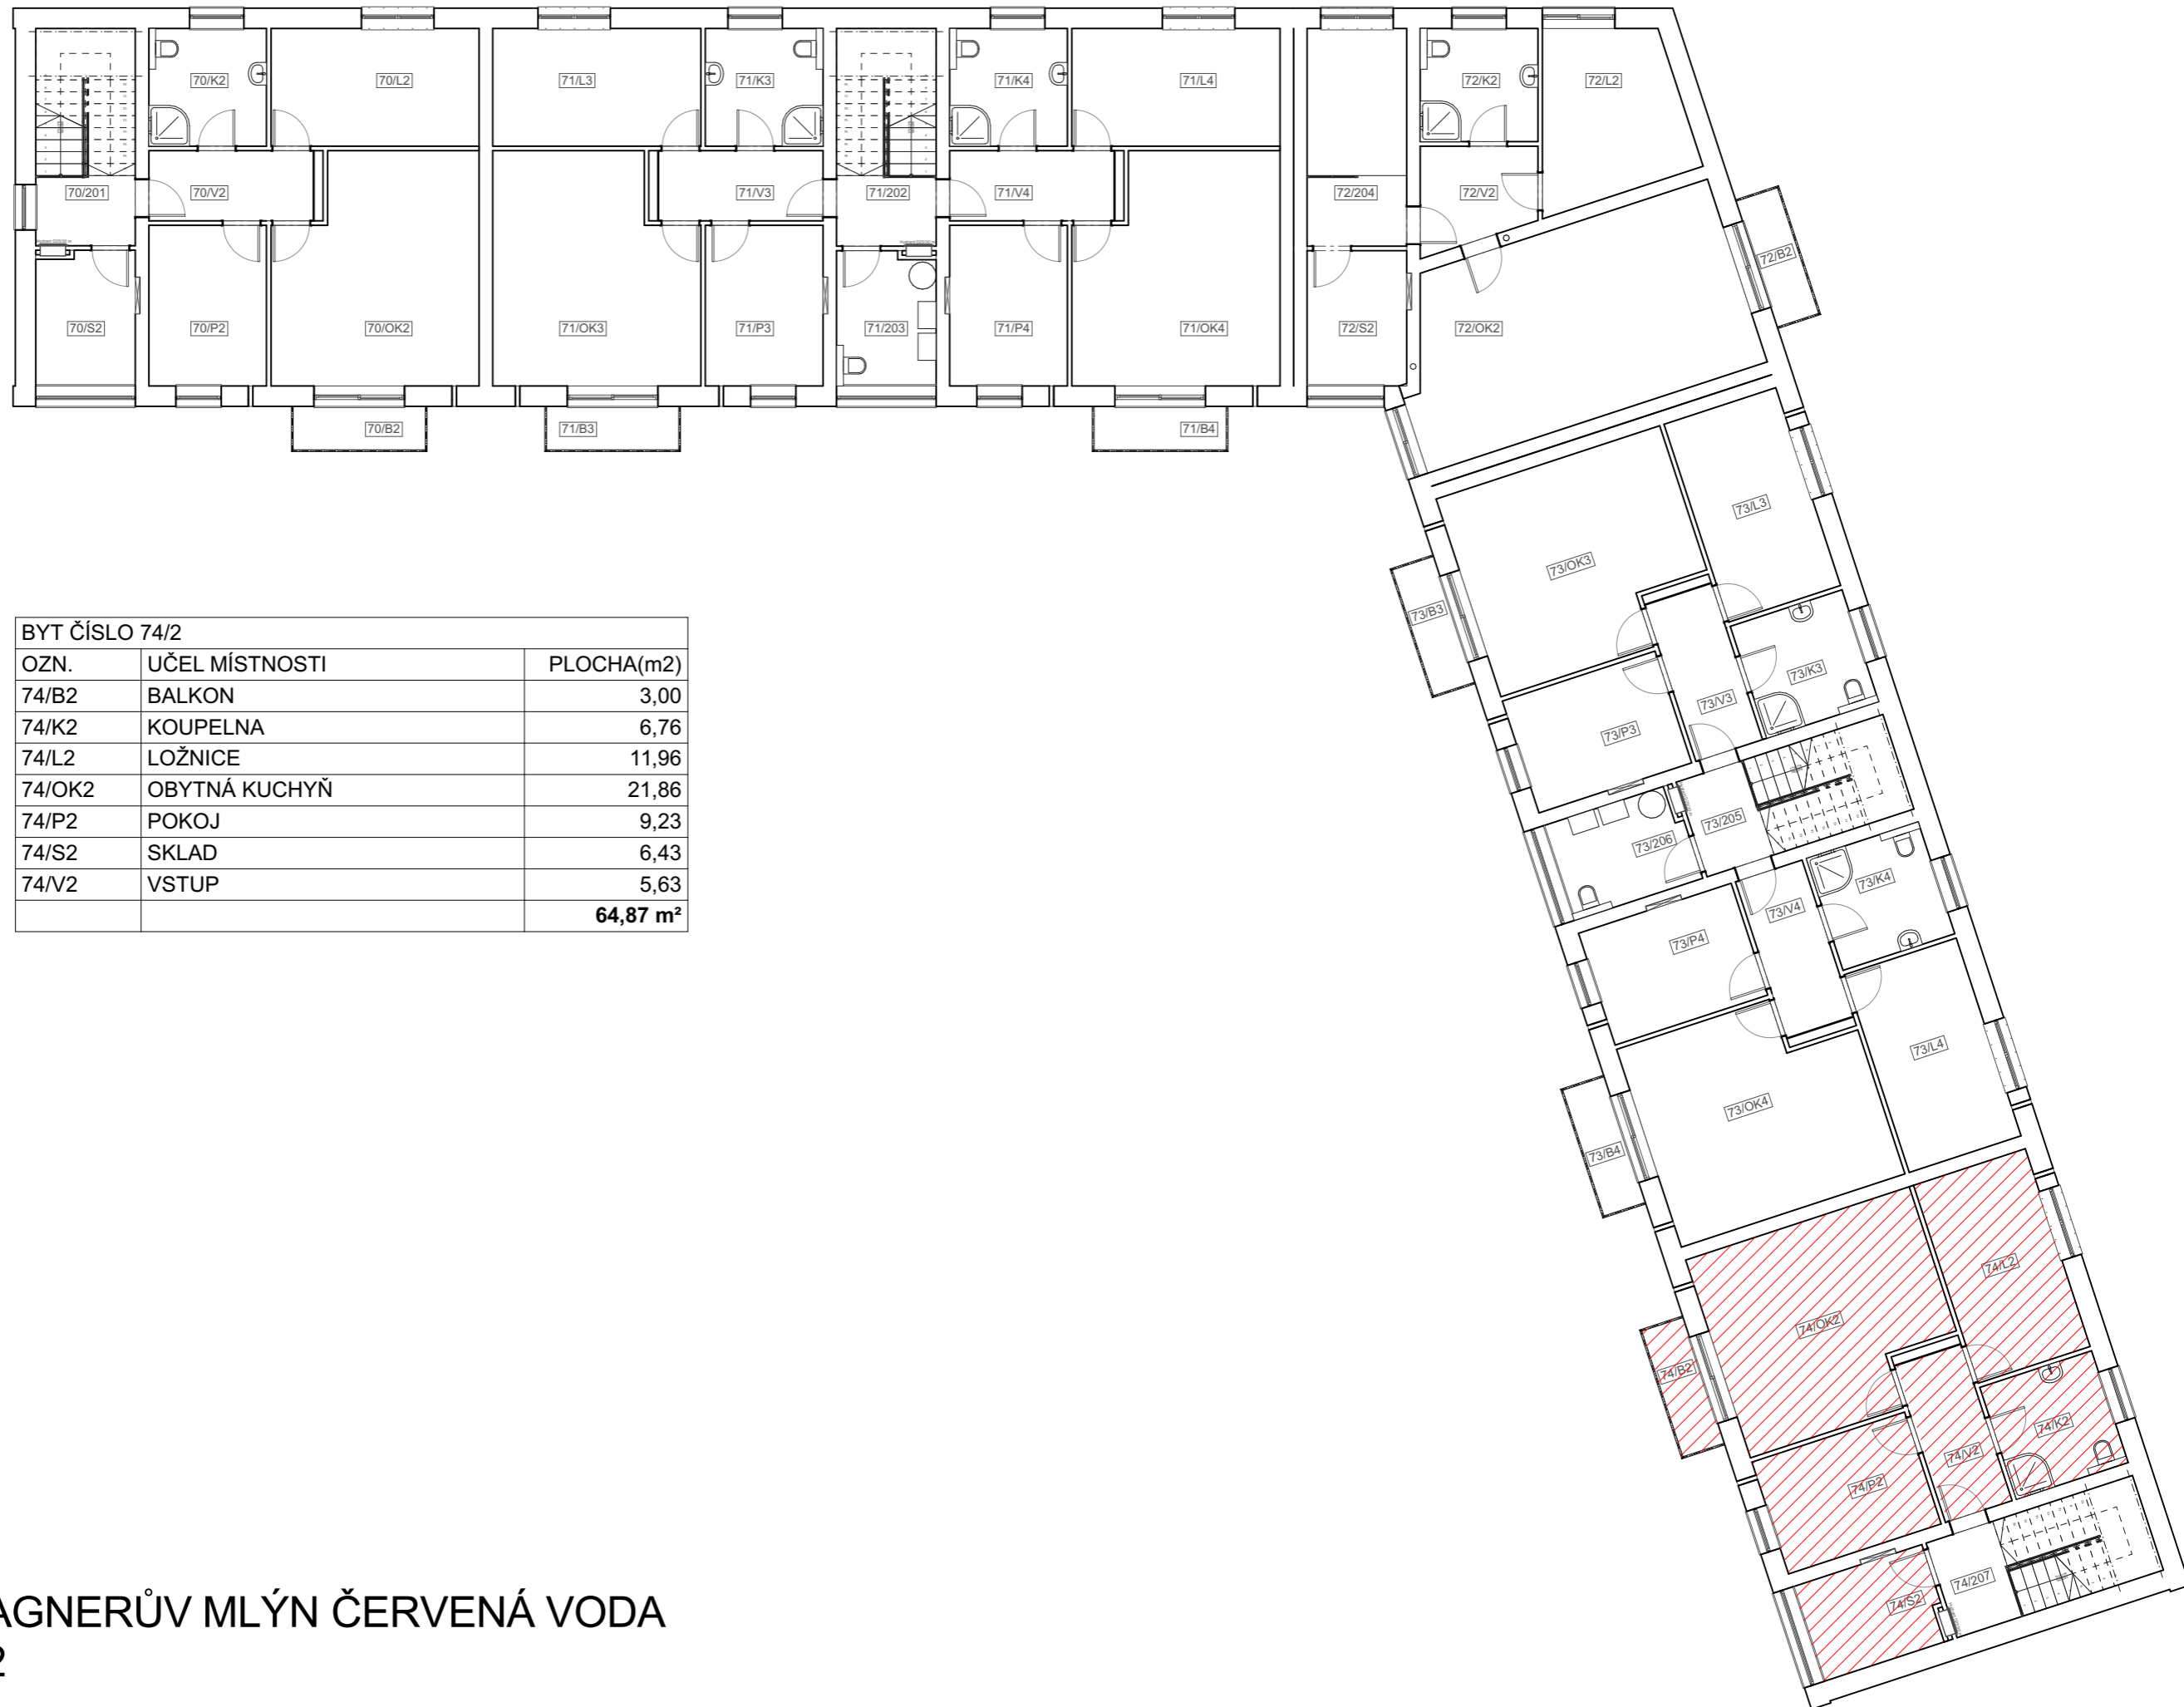 70/K2
70/L2
71/L3
71/K3
71/K4
71/L4
72/K2
72/L2
70/201
70/V2
71/V3
71/202
71/V4
72/204
72/V2
72/B2
70/S2
70/P2
70/OK2
71/OK3
71/P3
71/203
71/P4
71/OK4
72/S2
72/OK2
70/B2
71/B3
71/B4
73/L3
73/OK3
73/B3
73/K3
73/V3
73/P3
73/205
73/206
73/K4
73/V4
73/P4
73/L4
73/OK4
73/B4
74/L2
74/OK2
74/B2
74/K2
74/V2
74/P2
74/207
74/S2
BYT ČÍSLO 74/2
OZN. UČEL MÍSTNOSTI PLOCHA(m2)
74/B2 BALKON 3,00
74/K2 KOUPELNA 6,76
74/L2 LOŽNICE 11,96
74/OK2 OBYTNÁ KUCHYŇ 21,86
74/P2 POKOJ 9,23
74/S2 SKLAD 6,43
74/V2 VSTUP 5,63
64,87 m²
AGNERŮV MLÝN ČERVENÁ VODA
2